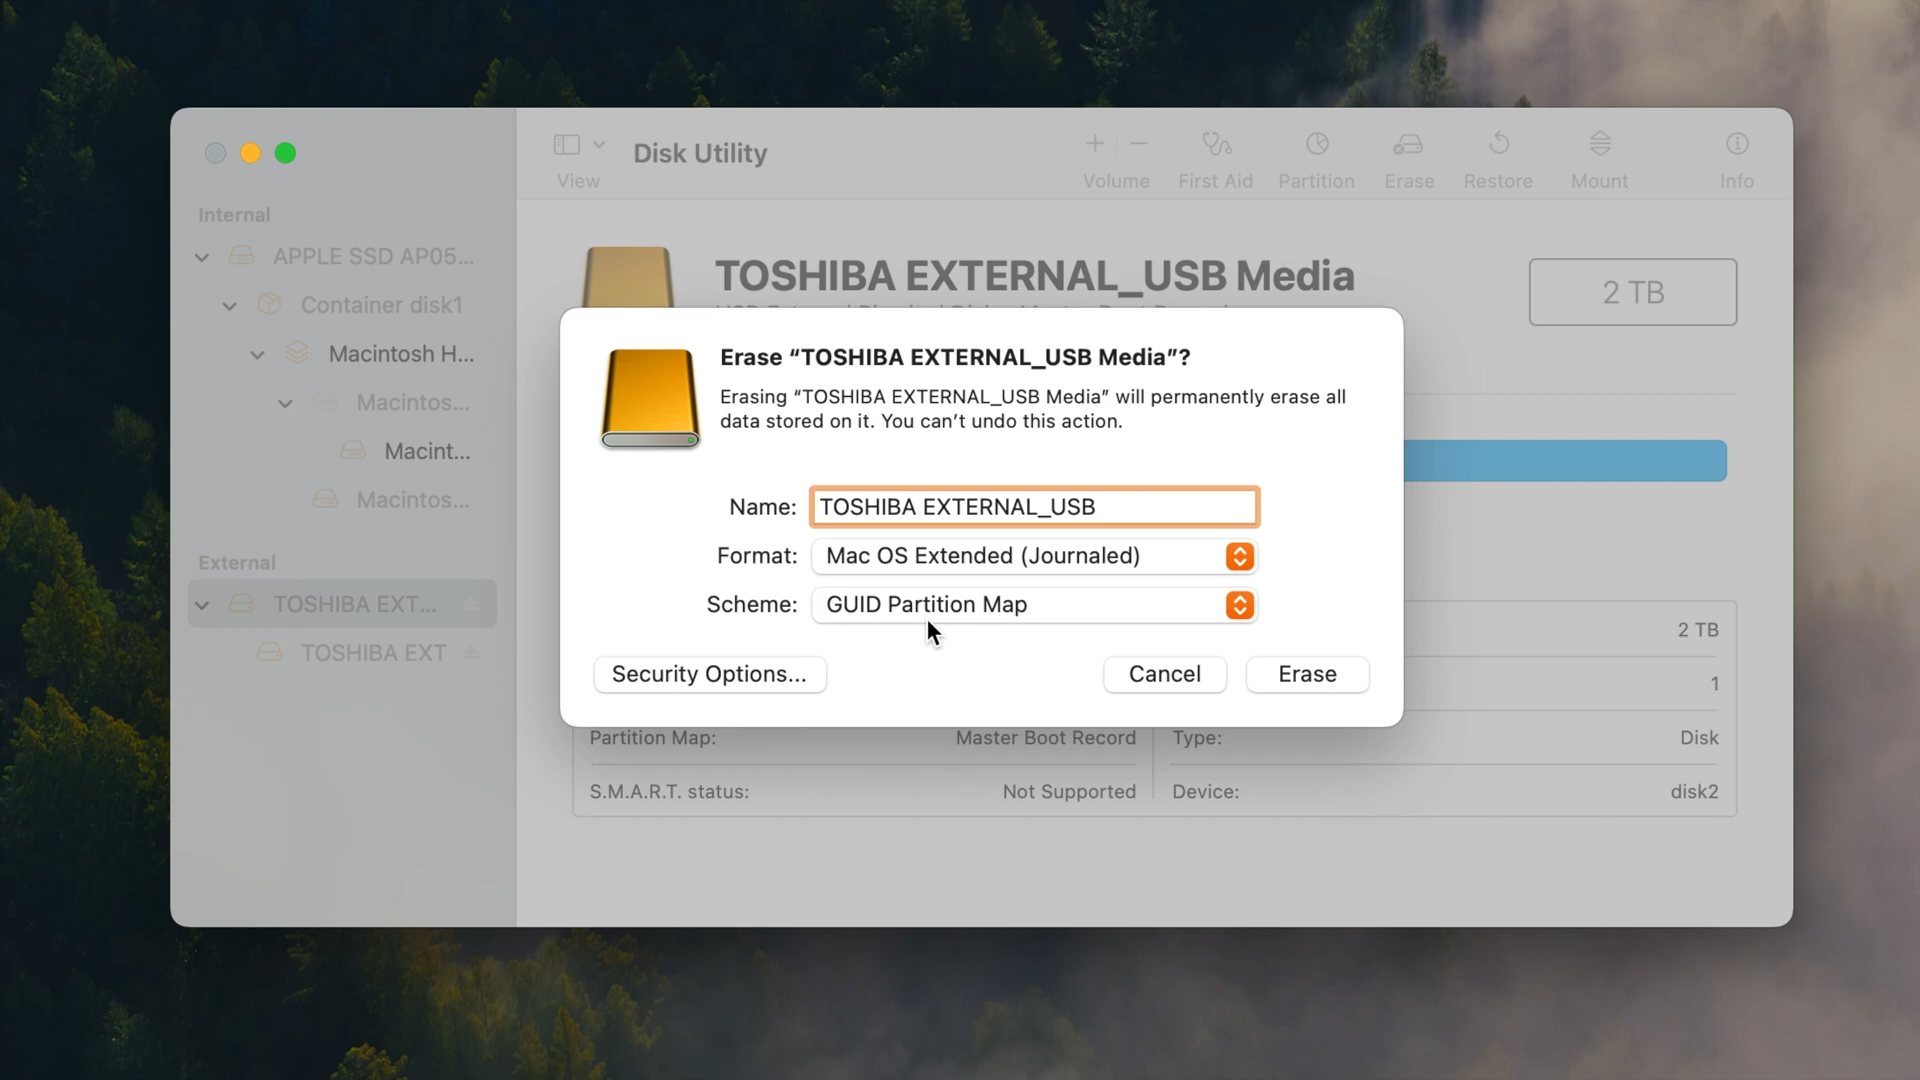 Disk Utility
View
Volume
First Aid
Partition
Erase
Restore
Mount
Info
Internal
APPLE SSD AP05...
Container disk1
Macintosh H...
Macintos...
Macint...
Macintos...
External
TOSHIBA EXT...
TOSHIBA EXT
TOSHIBA EXTERNAL_USB Media
2 TB
Erase “TOSHIBA EXTERNAL_USB Media”?
Erasing “TOSHIBA EXTERNAL_USB Media” will permanently erase all
data stored on it. You can’t undo this action.
Name: TOSHIBA EXTERNAL_USB
Format: Mac OS Extended (Journaled)
Scheme: GUID Partition Map
Security Options...
Cancel
Erase
2 TB
1
Partition Map: Master Boot Record
Type: Disk
S.M.A.R.T. status: Not Supported
Device: disk2